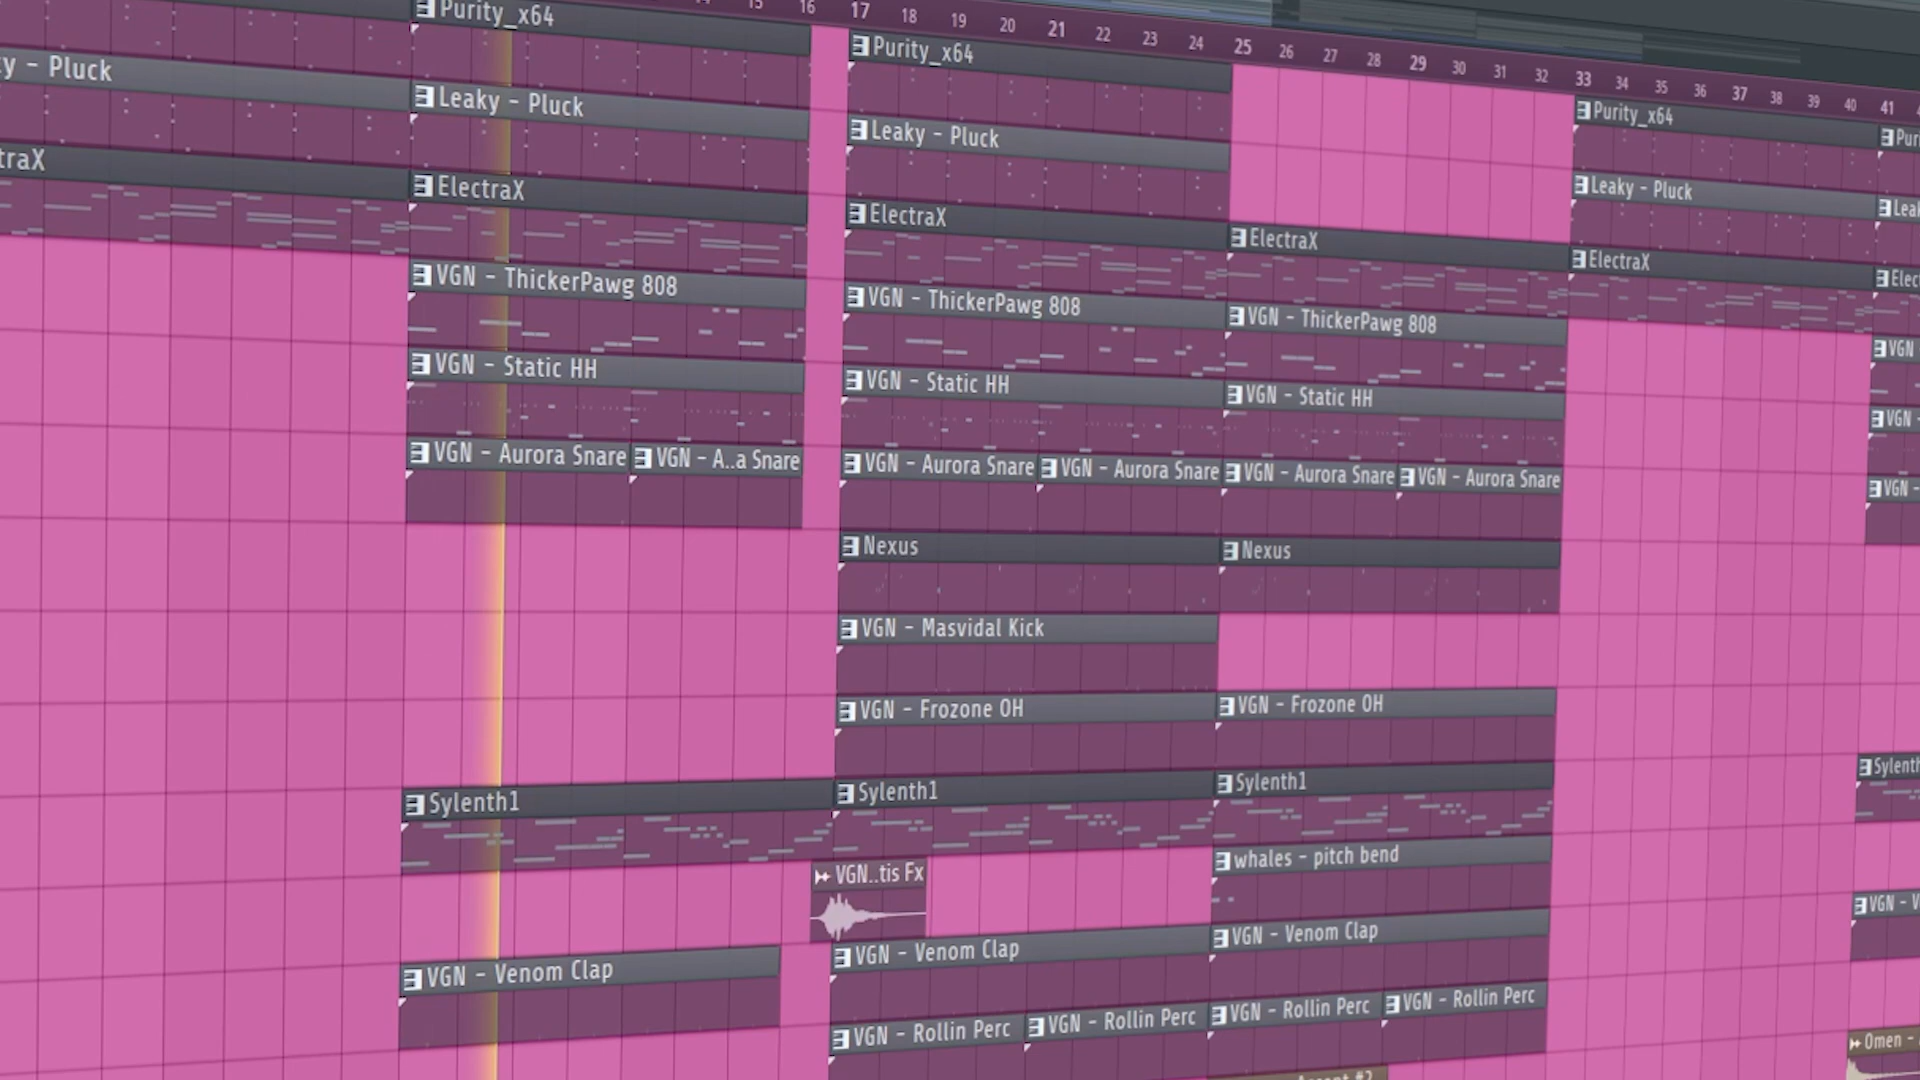 Purity_x64
15 16 17 18 19 20 21 22 23 24 25 26 27 28 29 30 31 32 33 34 35 36 37 38 39 40 41
Purity_x64
Purity_x64
y - Pluck
Leaky - Pluck
Leaky - Pluck
Leaky - Pluck
traX
ElectraX
ElectraX
ElectraX
ElectraX
VGN - ThickerPawg 808
VGN - ThickerPawg 808
VGN - ThickerPawg 808
VGN
VGN - Static HH
VGN - Static HH
VGN - Static HH
VGN -
VGN - Aurora Snare
VGN - A..a Snare
VGN - Aurora Snare
VGN - Aurora Snare
VGN - Aurora Snare
VGN - Aurora Snare
VGN -
Nexus
Nexus
VGN - Masvidal Kick
VGN - Frozone OH
VGN - Frozone OH
Sylenth1
Sylenth1
Sylenth1
Sylenth
VGN..tis Fx
whales - pitch bend
VGN - V
VGN - Venom Clap
VGN - Venom Clap
VGN - Venom Clap
VGN - Rollin Perc
VGN - Rollin Perc
VGN - Rollin Perc
VGN - Rollin Perc
Omen -